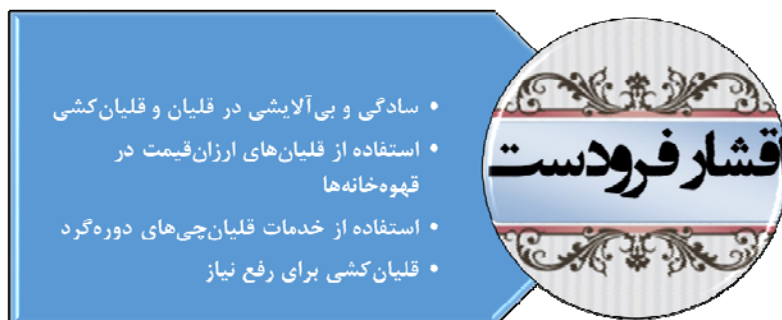 اقشار فرودست
• سادگی و بی‌آلایشی در قلیان و قلیان‌کشی
• استفاده از قلیان‌های ارزان‌قیمت در
قهوه‌خانه‌ها
• استفاده از خدمات قلیان‌چی‌های دوره‌گرد
• قلیان‌کشی برای رفع نیاز